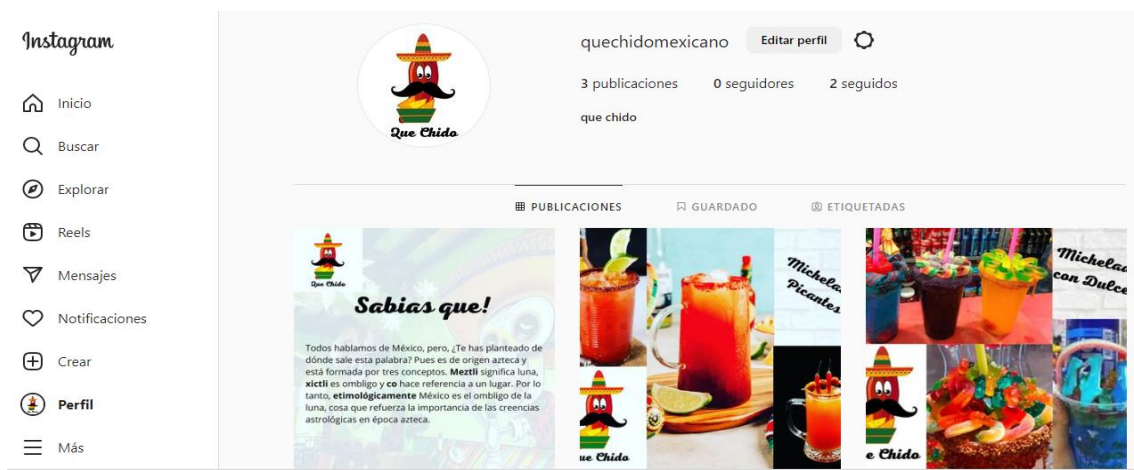 Instagram
Inicio
Buscar
Explorar
Reels
Mensajes
Notificaciones
Crear
Perfil
Más
Que Chido
quechidomexicano Editar perfil
3 publicaciones 0 seguidores 2 seguidos
que chido
PUBLICACIONES GUARDADO ETIQUETADAS
Que Chido
Sabias que!
Todos hablamos de México, pero, ¿Te has planteado de
dónde sale esta palabra? Pues es de origen azteca y
está formada por tres conceptos. Meztli significa luna,
xictli es ombligo y co hace referencia a un lugar. Por lo
tanto, etimológicamente México es el ombligo de la
luna, cosa que refuerza la importancia de las creencias
astrológicas en época azteca.
Michelad
Picantes
ue Chido
Michelad
con Dulce
e Chido